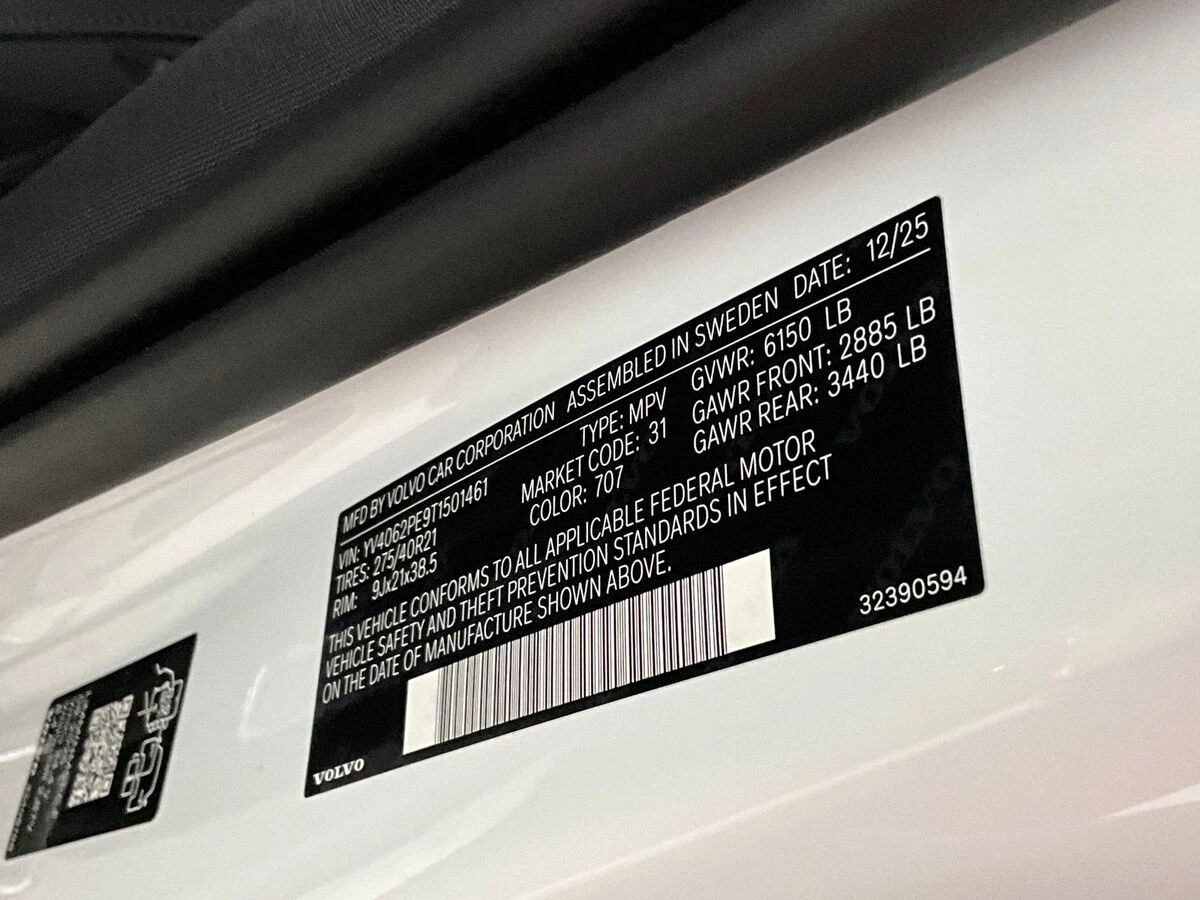 MFD BY VOLVO CAR CORPORATION ASSEMBLED IN SWEDEN DATE: 12/25
VIN: YV4062PE9T1501461 TYPE: MPV GVWR: 6150 LB
TIRES: 275/40R21 MARKET CODE: 31 GAWR FRONT: 2885 LB
RIM: 9Jx21x38.5 COLOR: 707 GAWR REAR: 3440 LB
THIS VEHICLE CONFORMS TO ALL APPLICABLE FEDERAL MOTOR
VEHICLE SAFETY AND THEFT PREVENTION STANDARDS IN EFFECT
ON THE DATE OF MANUFACTURE SHOWN ABOVE.
32390594
VOLVO